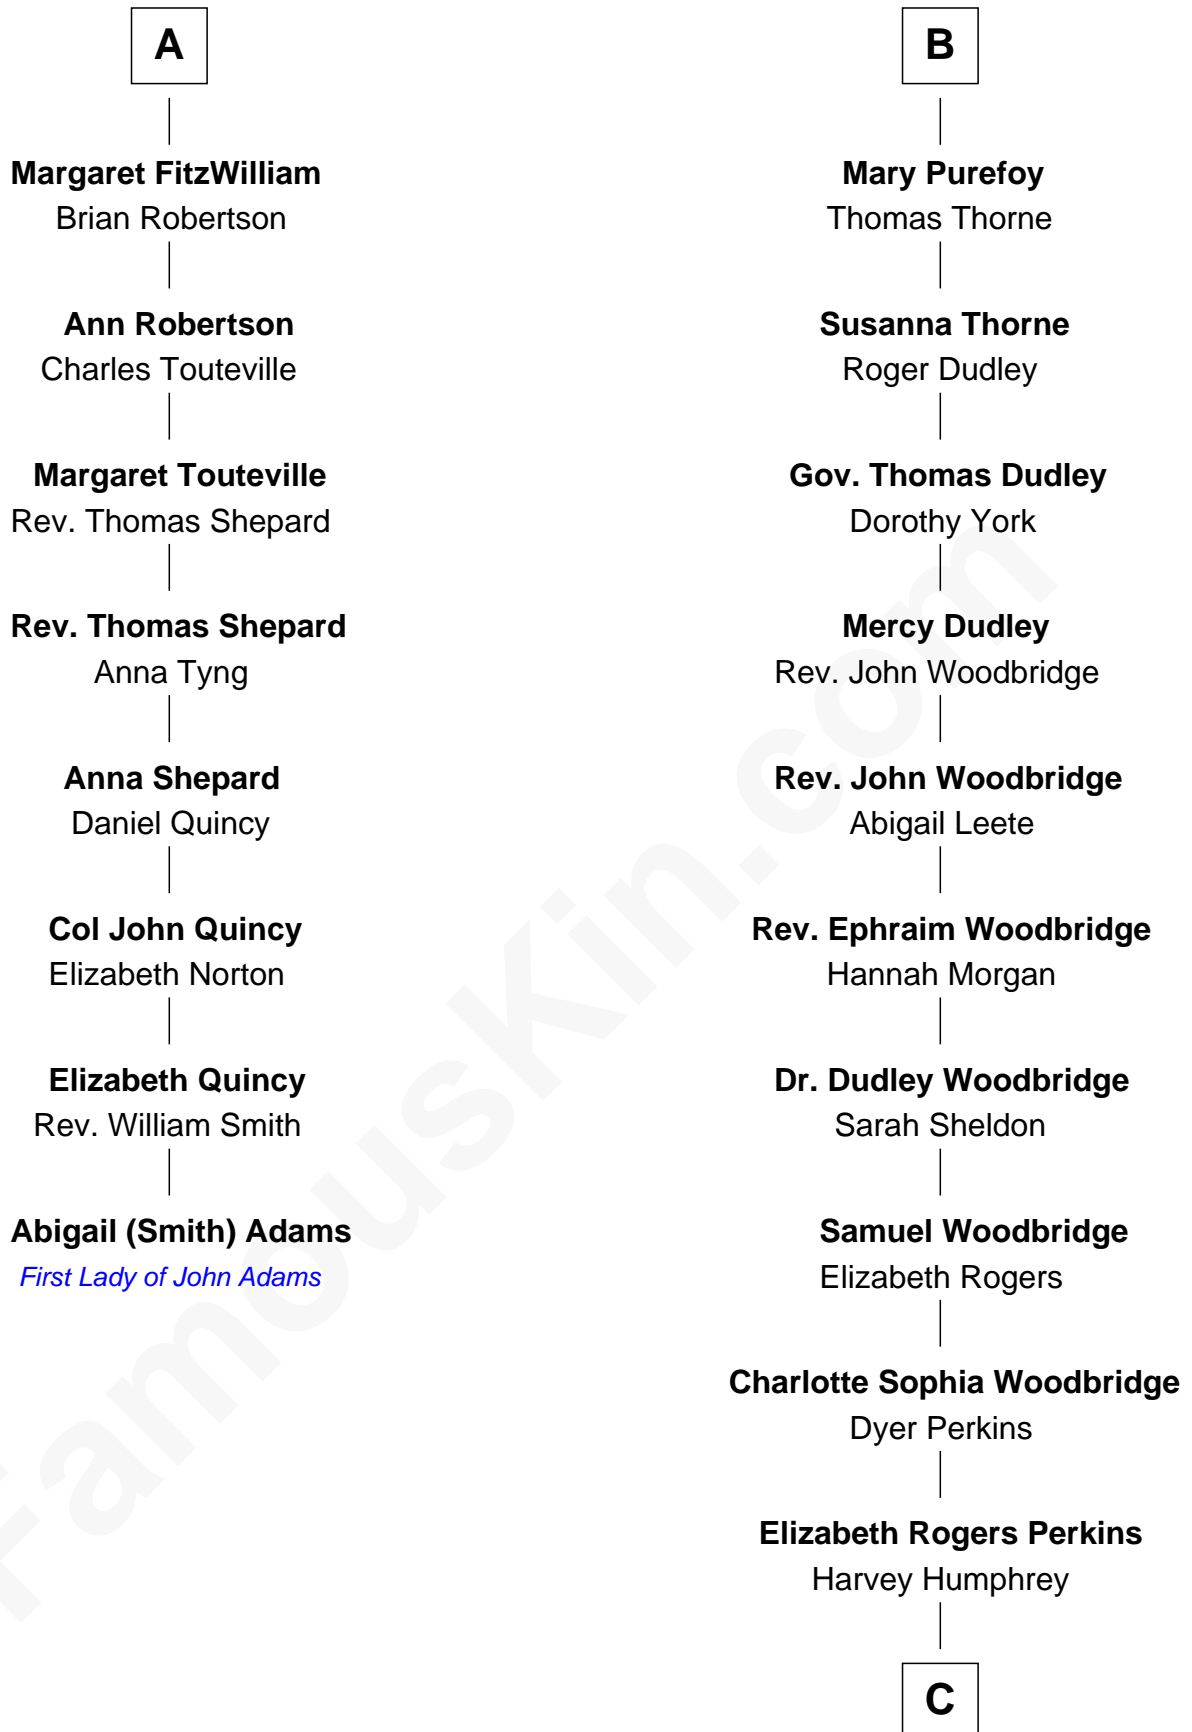 A
Margaret FitzWilliam
Brian Robertson
Ann Robertson
Charles Touteville
Margaret Touteville
Rev. Thomas Shepard
Rev. Thomas Shepard
Anna Tyng
Anna Shepard
Daniel Quincy
Col John Quincy
Elizabeth Norton
Elizabeth Quincy
Rev. William Smith
Abigail (Smith) Adams
First Lady of John Adams
B
Mary Purefoy
Thomas Thorne
Susanna Thorne
Roger Dudley
Gov. Thomas Dudley
Dorothy York
Mercy Dudley
Rev. John Woodbridge
Rev. John Woodbridge
Abigail Leete
Rev. Ephraim Woodbridge
Hannah Morgan
Dr. Dudley Woodbridge
Sarah Sheldon
Samuel Woodbridge
Elizabeth Rogers
Charlotte Sophia Woodbridge
Dyer Perkins
Elizabeth Rogers Perkins
Harvey Humphrey
C
FamousKin.com